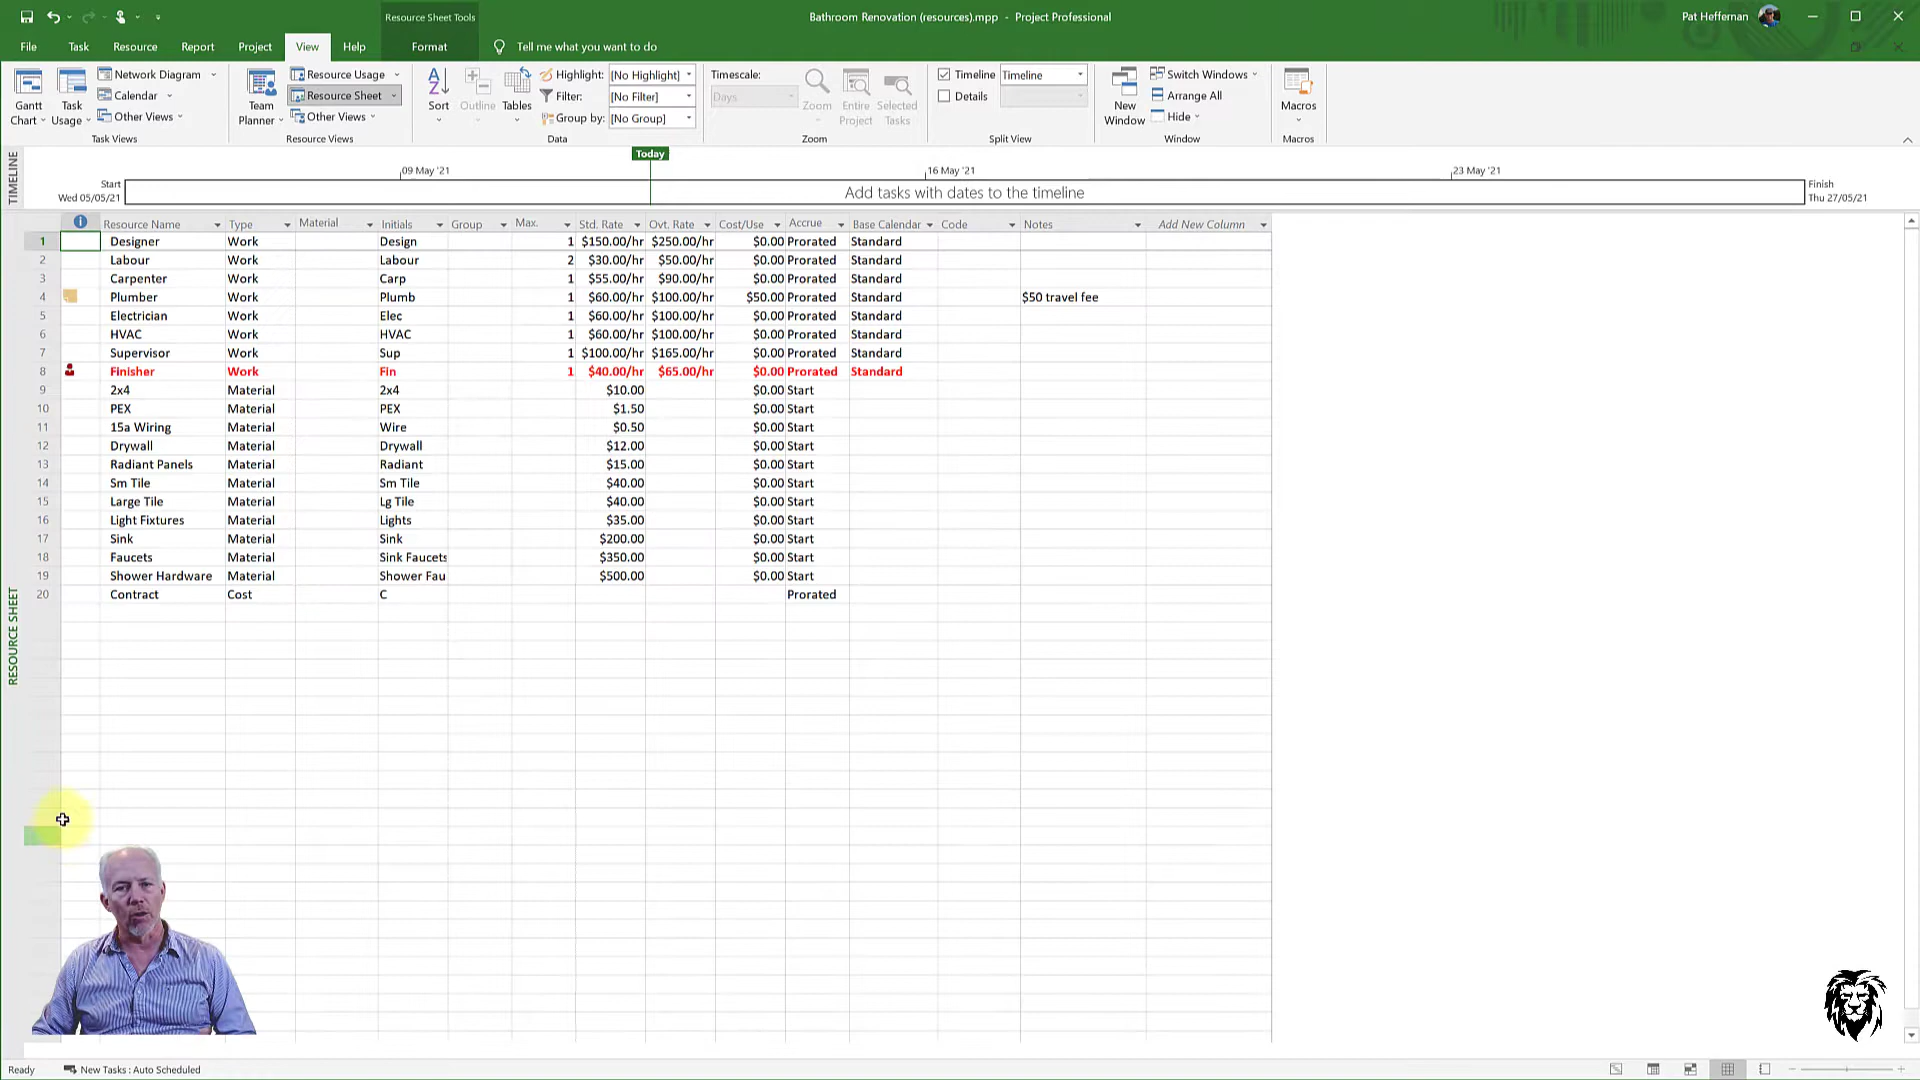 Resource Sheet Tools
Bathroom Renovation (resources).mpp - Project Professional
Pat Heffernan
File Task Resource Report Project View Help Format Tell me what you want to do
Gantt Chart
Task Usage
Network Diagram
Calendar
Other Views
Task Views
Team Planner
Resource Usage
Resource Sheet
Other Views
Resource Views
Sort
Outline
Tables
Highlight: [No Highlight]
Filter: [No Filter]
Group by: [No Group]
Data
Timescale:
Days
Zoom
Entire Project
Selected Tasks
Zoom
Timeline Timeline
Details
Split View
New Window
Switch Windows
Arrange All
Hide
Window
Macros
Macros
TIMELINE
Today
09 May '21 16 May '21 23 May '21
Start
Wed 05/05/21
Add tasks with dates to the timeline
Finish
Thu 27/05/21
RESOURCE SHEET
Resource Name Type Material Initials Group Max. Std. Rate Ovt. Rate Cost/Use Accrue Base Calendar Code Notes Add New Column
1 Designer Work Design 1 $150.00/hr $250.00/hr $0.00 Prorated Standard
2 Labour Work Labour 2 $30.00/hr $50.00/hr $0.00 Prorated Standard
3 Carpenter Work Carp 1 $55.00/hr $90.00/hr $0.00 Prorated Standard
4 Plumber Work Plumb 1 $60.00/hr $100.00/hr $50.00 Prorated Standard $50 travel fee
5 Electrician Work Elec 1 $60.00/hr $100.00/hr $0.00 Prorated Standard
6 HVAC Work HVAC 1 $60.00/hr $100.00/hr $0.00 Prorated Standard
7 Supervisor Work Sup 1 $100.00/hr $165.00/hr $0.00 Prorated Standard
8 Finisher Work Fin 1 $40.00/hr $65.00/hr $0.00 Prorated Standard
9 2x4 Material 2x4 $10.00 $0.00 Start
10 PEX Material PEX $1.50 $0.00 Start
11 15a Wiring Material Wire $0.50 $0.00 Start
12 Drywall Material Drywall $12.00 $0.00 Start
13 Radiant Panels Material Radiant $15.00 $0.00 Start
14 Sm Tile Material Sm Tile $40.00 $0.00 Start
15 Large Tile Material Lg Tile $40.00 $0.00 Start
16 Light Fixtures Material Lights $35.00 $0.00 Start
17 Sink Material Sink $200.00 $0.00 Start
18 Faucets Material Sink Faucets $350.00 $0.00 Start
19 Shower Hardware Material Shower Fau $500.00 $0.00 Start
20 Contract Cost C Prorated
Ready New Tasks : Auto Scheduled